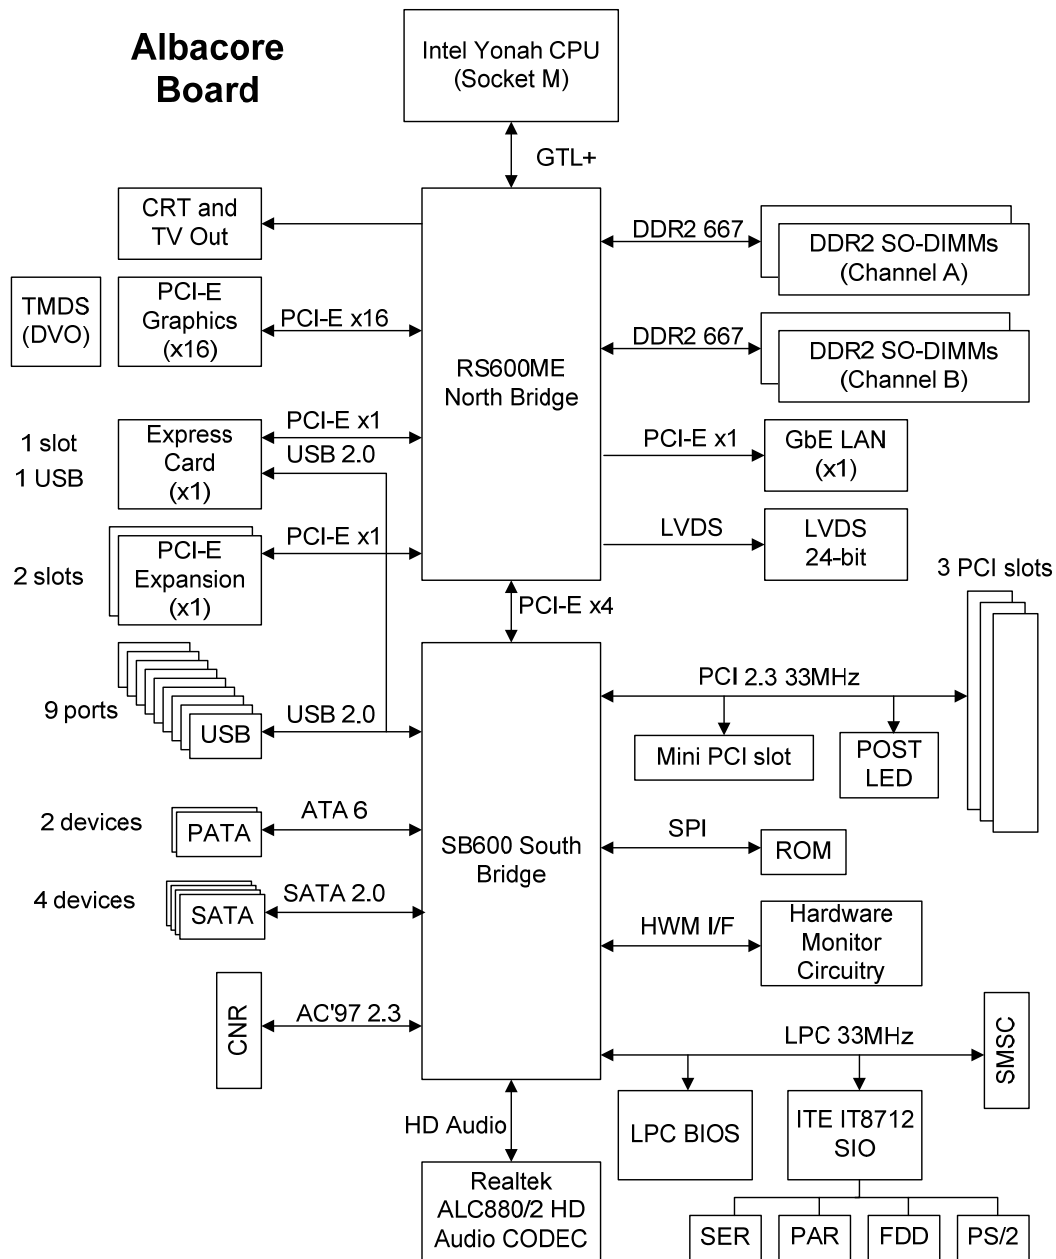 Albacore
Board
Intel Yonah CPU
(Socket M)
GTL+
CRT and
TV Out
DDR2 667
DDR2 SO-DIMMs
(Channel A)
TMDS
(DVO)
PCI-E
Graphics
(x16)
PCI-E x16
RS600ME
North Bridge
DDR2 667
DDR2 SO-DIMMs
(Channel B)
1 slot
1 USB
Express
Card
(x1)
PCI-E x1
USB 2.0
PCI-E x1
GbE LAN
(x1)
2 slots
PCI-E
Expansion
(x1)
PCI-E x1
LVDS
LVDS
24-bit
3 PCI slots
PCI-E x4
9 ports
USB
USB 2.0
PCI 2.3 33MHz
Mini PCI slot
POST
LED
2 devices
PATA
ATA 6
SB600 South
Bridge
SPI
ROM
4 devices
SATA
SATA 2.0
HWM I/F
Hardware
Monitor
Circuitry
CNR
AC'97 2.3
LPC 33MHz
SMSC
HD Audio
LPC BIOS
ITE IT8712
SIO
Realtek
ALC880/2 HD
Audio CODEC
SER
PAR
FDD
PS/2